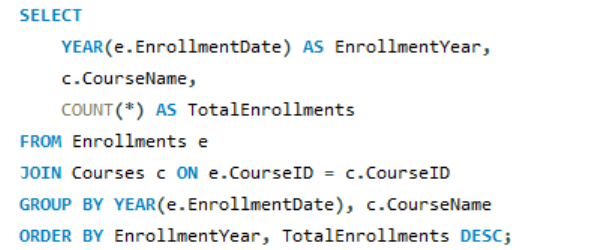 SELECT
    YEAR(e.EnrollmentDate) AS EnrollmentYear,
    c.CourseName,
    COUNT(*) AS TotalEnrollments
FROM Enrollments e
JOIN Courses c ON e.CourseID = c.CourseID
GROUP BY YEAR(e.EnrollmentDate), c.CourseName
ORDER BY EnrollmentYear, TotalEnrollments DESC;